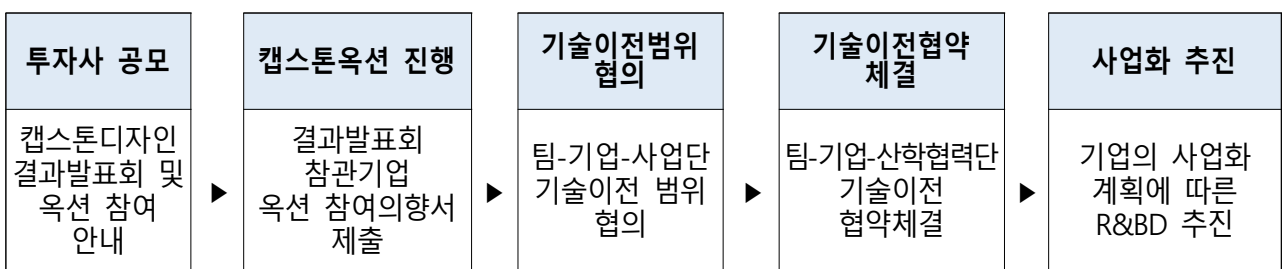 투자사 공모
캡스톤디자인
결과발표회 및
옥션 참여
안내
▶
캡스톤옥션 진행
결과발표회
참관기업
옥션 참여의향서
제출
▶
기술이전범위
협의
팀-기업-사업단
기술이전 범위
협의
▶
기술이전협약
체결
팀-기업-산학협력단
기술이전
협약체결
▶
사업화 추진
기업의 사업화
계획에 따른
R&BD 추진